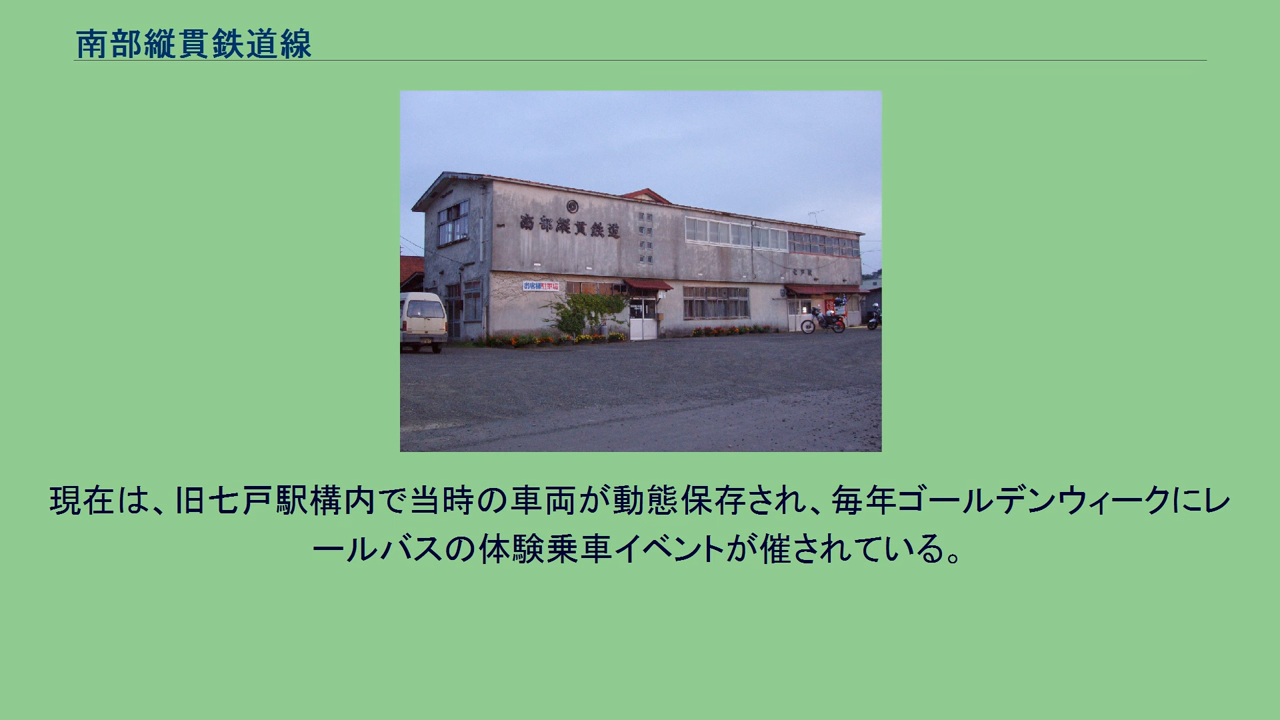 南部縦貫鉄道線
南部縦貫鉄道
現在は、旧七戸駅構内で当時の車両が動態保存され、毎年ゴールデンウィークにレ
ールバスの体験乗車イベントが催されている。